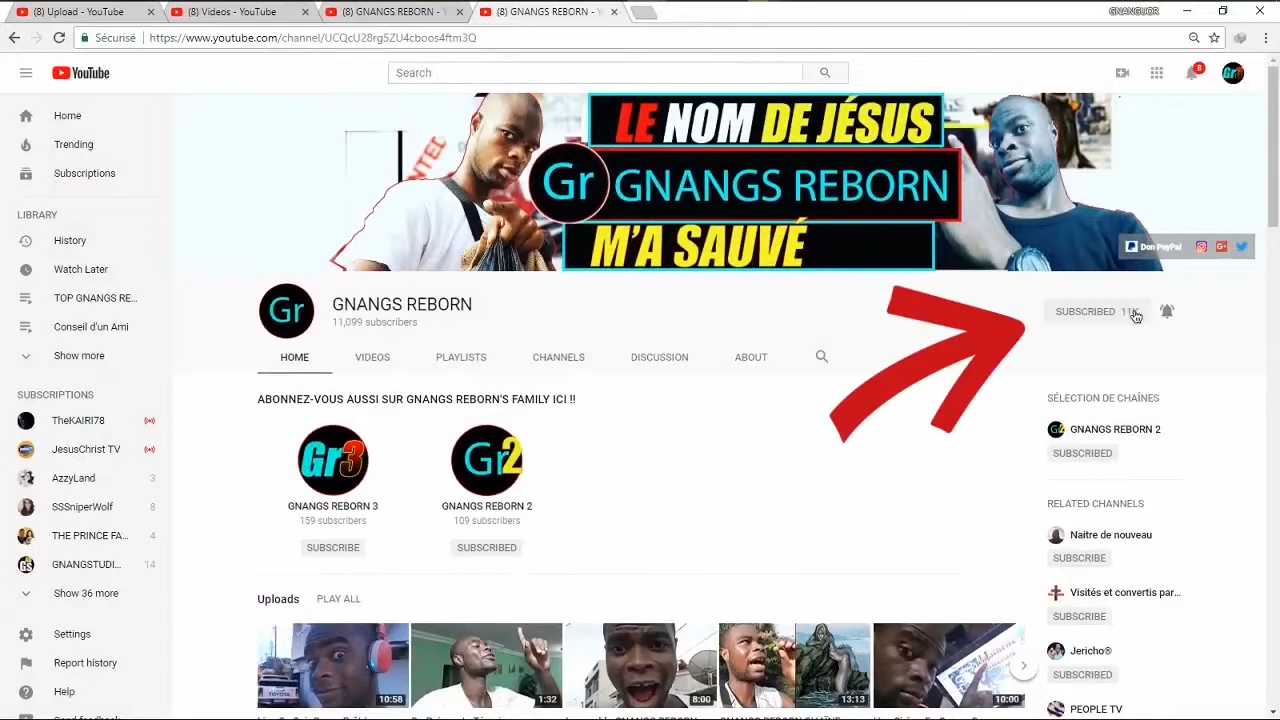 (8) Upload - YouTube
(8) Videos - YouTube
(8) GNANGS REBORN - Y
(8) GNANGS REBORN - Y
GNANGUOR
Sécurisé
https://www.youtube.com/channel/UCQcU28rg5ZU4cboos4ftm3Q
YouTube
Search
8
Home
Trending
Subscriptions
LIBRARY
History
Watch Later
TOP GNANGS RE...
Conseil d'un Ami
Show more
SUBSCRIPTIONS
TheKAIRI78
JesusChrist TV
AzzyLand 3
SSSniperWolf 8
THE PRINCE FA... 4
GNANGSTUDI... 14
Show 36 more
Settings
Report history
Help
Send feedback
LE NOM DE JÉSUS
Gr GNANGS REBORN
M'A SAUVÉ
Don PayPal
Gr
GNANGS REBORN
11,099 subscribers
SUBSCRIBED
HOME
VIDEOS
PLAYLISTS
CHANNELS
DISCUSSION
ABOUT
ABONNEZ-VOUS AUSSI SUR GNANGS REBORN'S FAMILY ICI !!
Gr3
GNANGS REBORN 3
159 subscribers
SUBSCRIBE
Gr2
GNANGS REBORN 2
109 subscribers
SUBSCRIBED
Uploads
PLAY ALL
10:58
1:32
8:00
13:13
10:00
SÉLECTION DE CHAÎNES
GNANGS REBORN 2
SUBSCRIBED
RELATED CHANNELS
Naitre de nouveau
SUBSCRIBE
Visités et convertis par...
SUBSCRIBE
Jericho®
SUBSCRIBE
PEOPLE TV